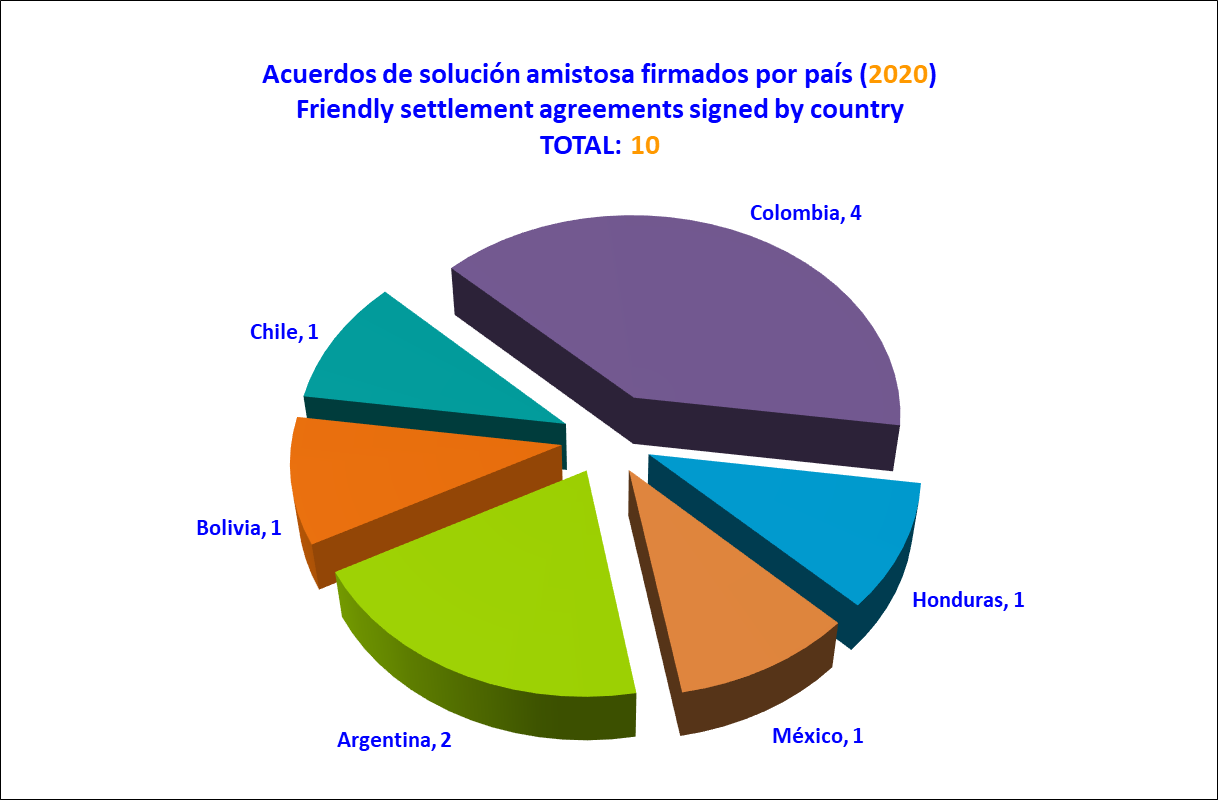 Acuerdos de solución amistosa firmados por país (2020)
Friendly settlement agreements signed by country
TOTAL: 10
Colombia, 4
Chile, 1
Bolivia, 1
Honduras, 1
Argentina, 2
México, 1